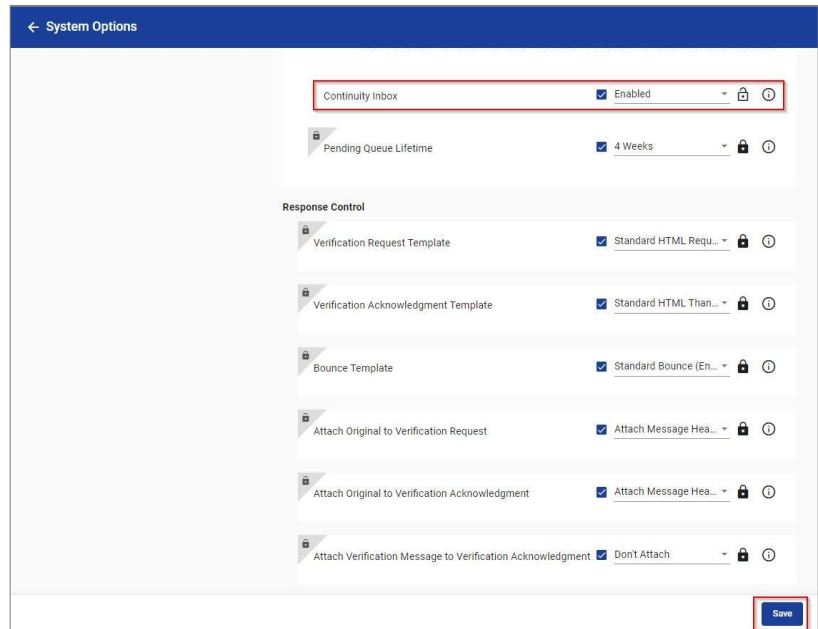 ← System Options
Continuity Inbox Enabled
Pending Queue Lifetime 4 Weeks
Response Control
Verification Request Template Standard HTML Requ...
Verification Acknowledgment Template Standard HTML Than...
Bounce Template Standard Bounce (En...
Attach Original to Verification Request Attach Message Hea...
Attach Original to Verification Acknowledgment Attach Message Hea...
Attach Verification Message to Verification Acknowledgment Don't Attach
Save